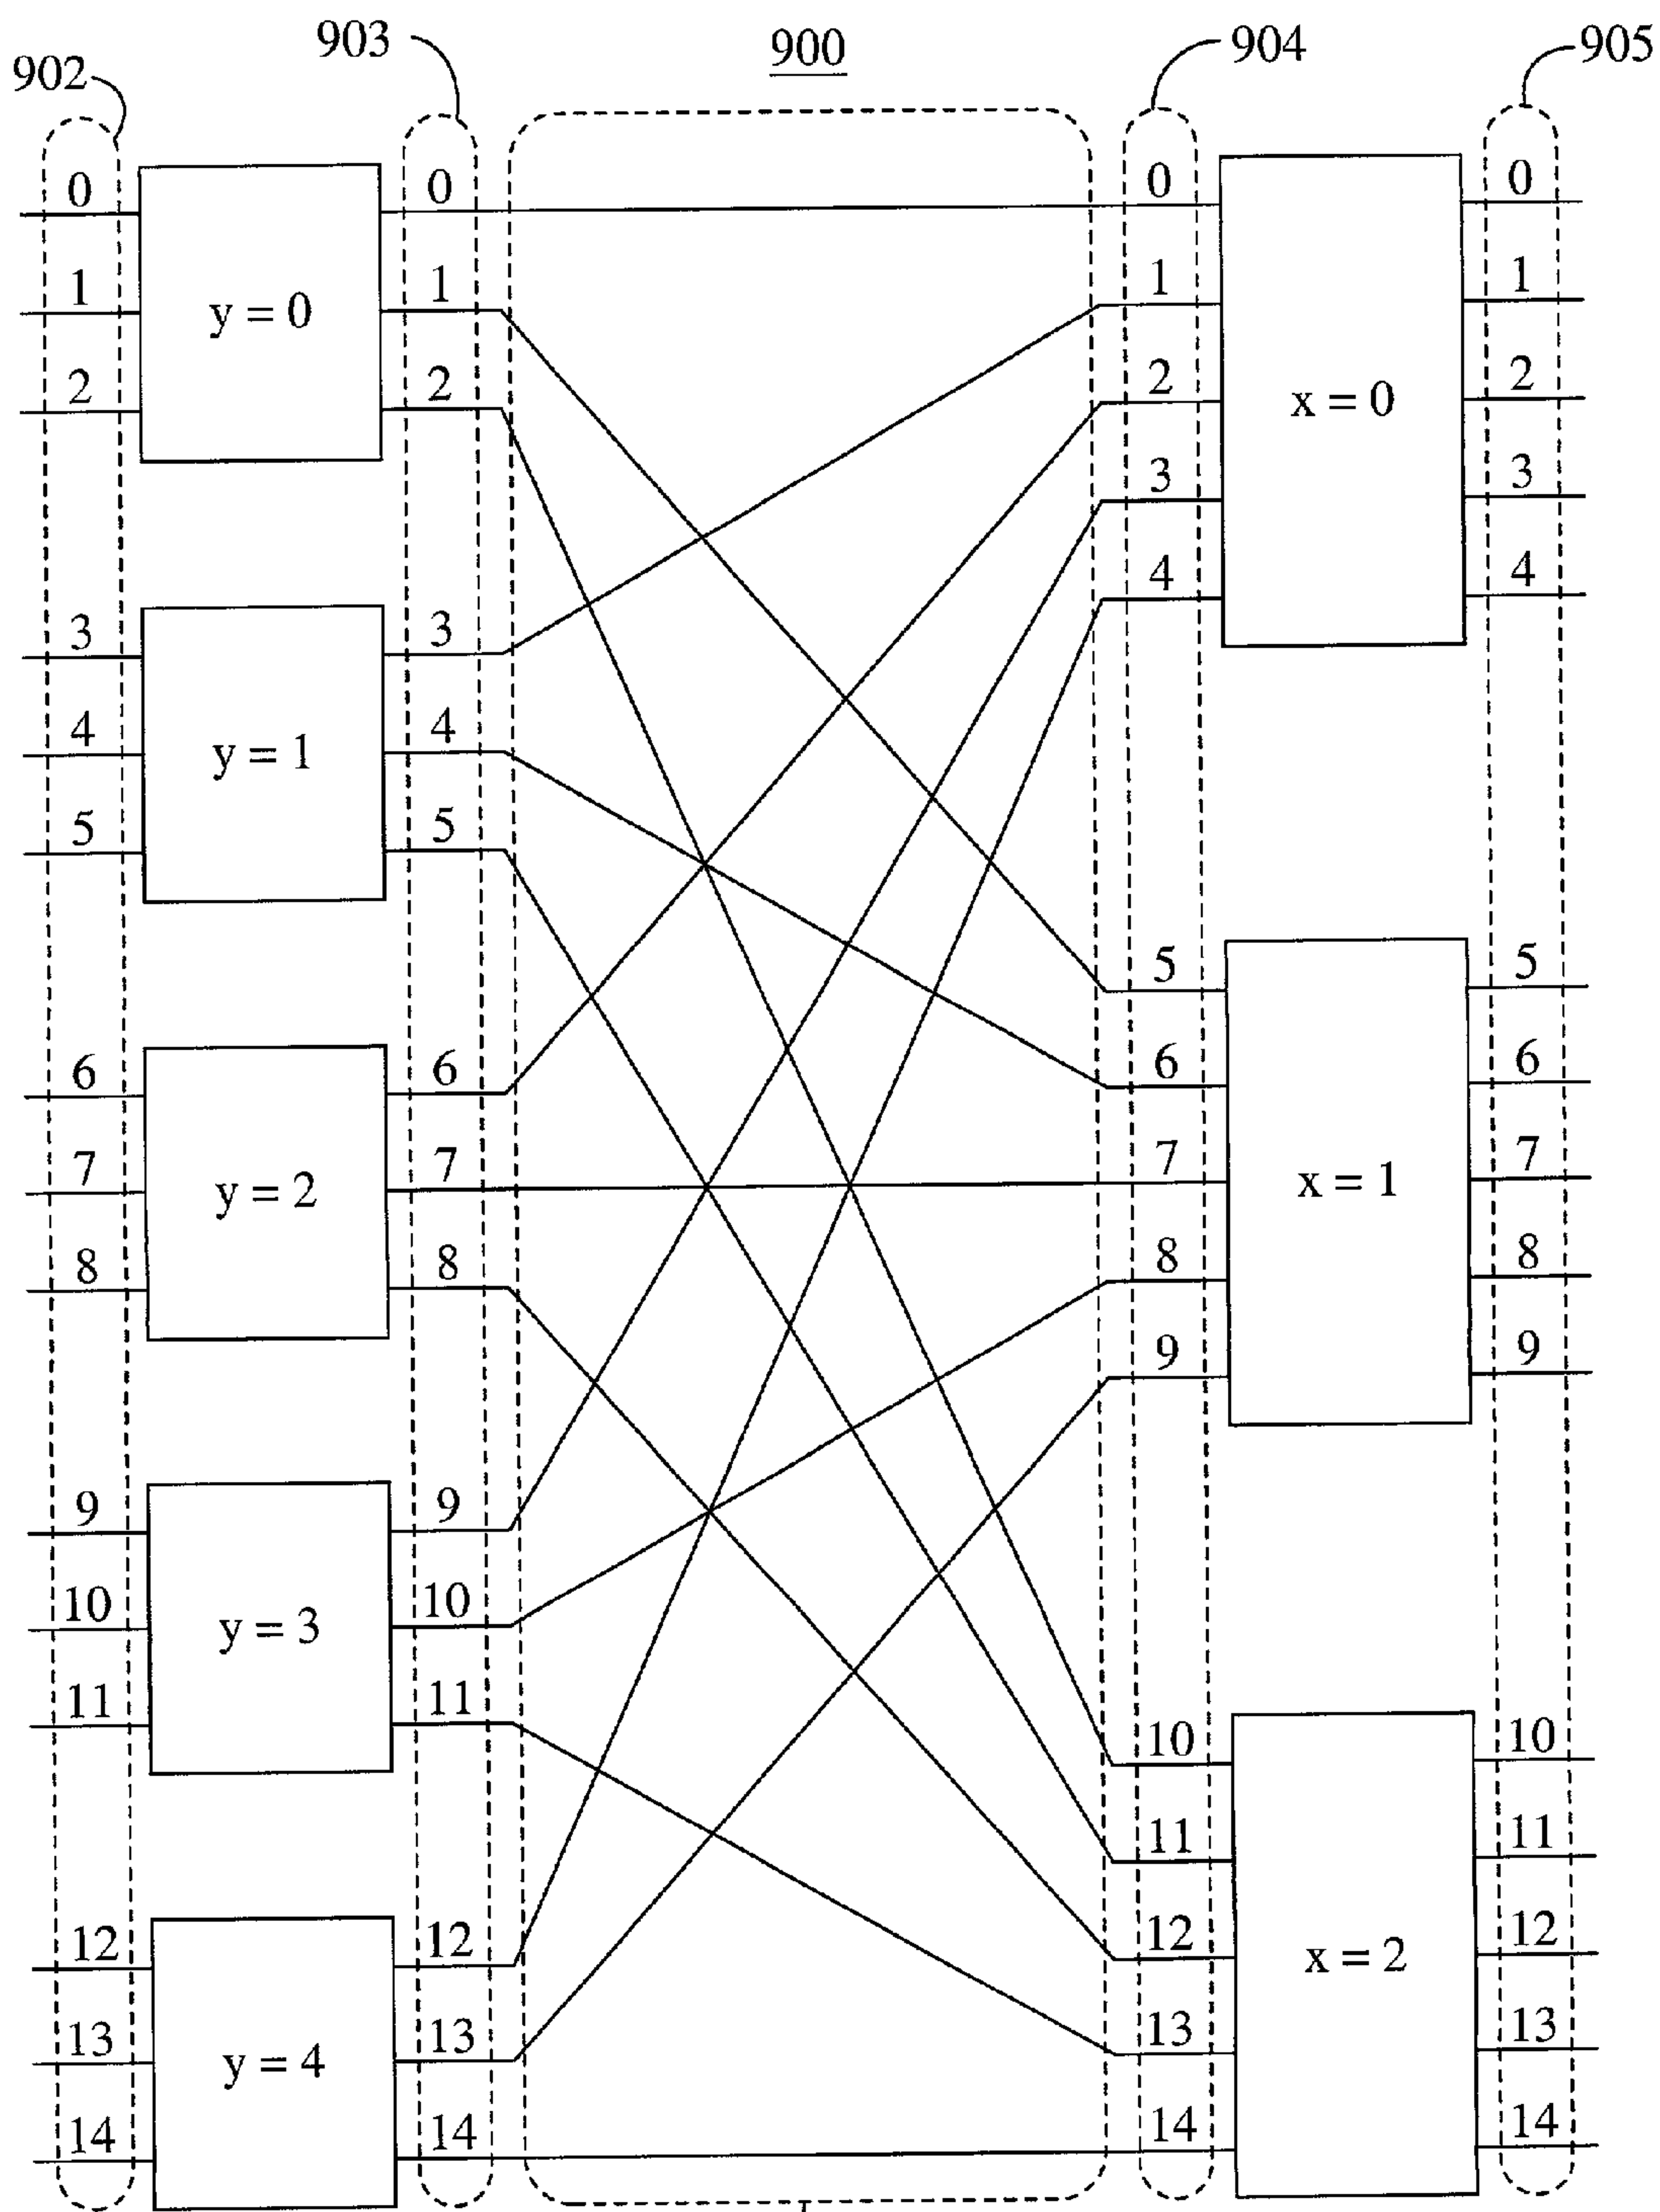 902
903
900
904
905
0 0 0 0
1 y = 0 1 1 1
2 2 2 x = 0 2
3 3
4 4
3 3
4 y = 1 4
5 5
5 5
6 6 6 6
7 y = 2 7 7 x = 1 7
8 8 8 8
9 9
9 9
10 y = 3 10
11 11
10 10
11 11
12 12 12 x = 2 12
13 y = 4 13 13 13
14 14 14 14